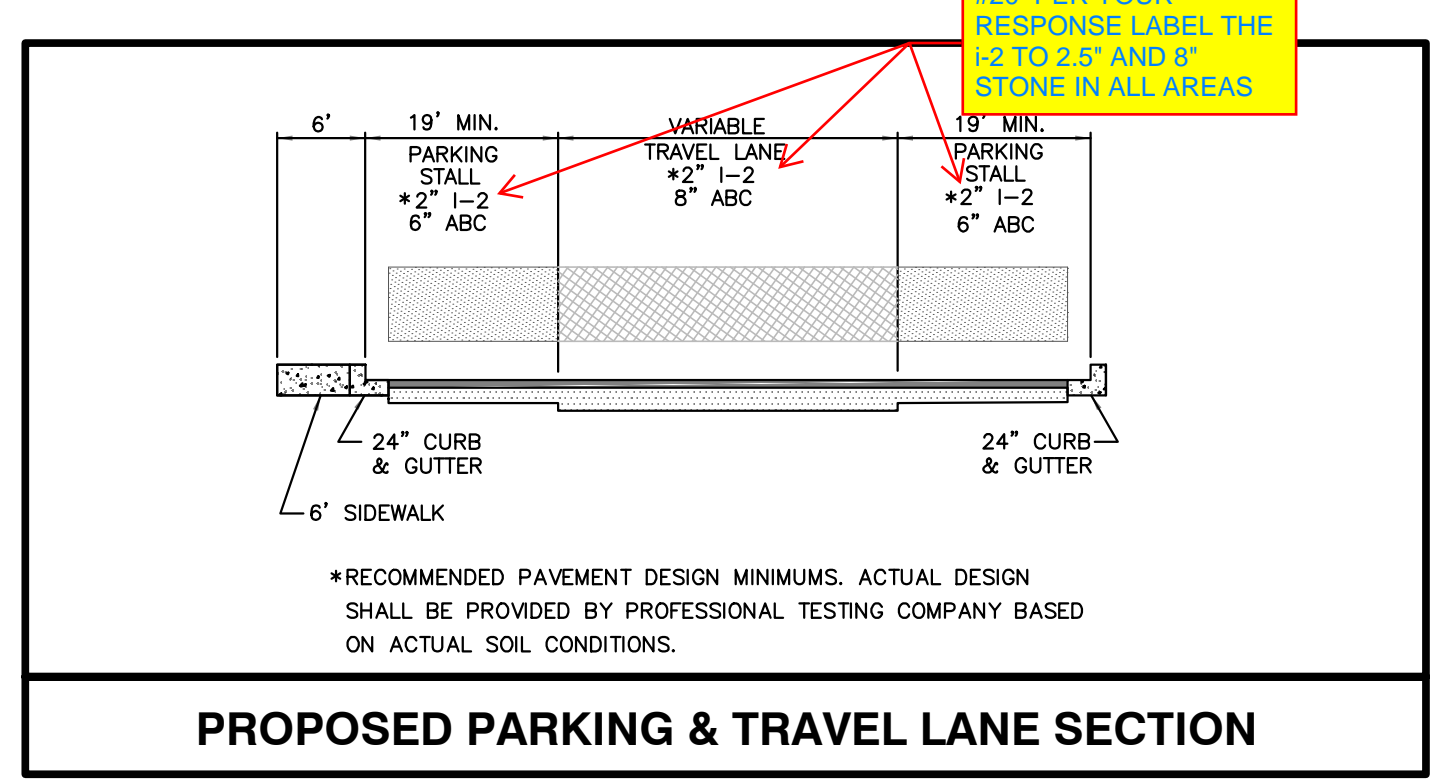 RESPONSE LABEL THE
i-2 TO 2.5" AND 8"
STONE IN ALL AREAS
6' 19' MIN. VARIABLE 19' MIN.
PARKING TRAVEL LANE PARKING
STALL *2" I-2 STALL
*2" I-2 8" ABC *2" I-2
6" ABC 6" ABC
24" CURB 24" CURB
& GUTTER & GUTTER
6' SIDEWALK
*RECOMMENDED PAVEMENT DESIGN MINIMUMS. ACTUAL DESIGN
SHALL BE PROVIDED BY PROFESSIONAL TESTING COMPANY BASED
ON ACTUAL SOIL CONDITIONS.
PROPOSED PARKING & TRAVEL LANE SECTION